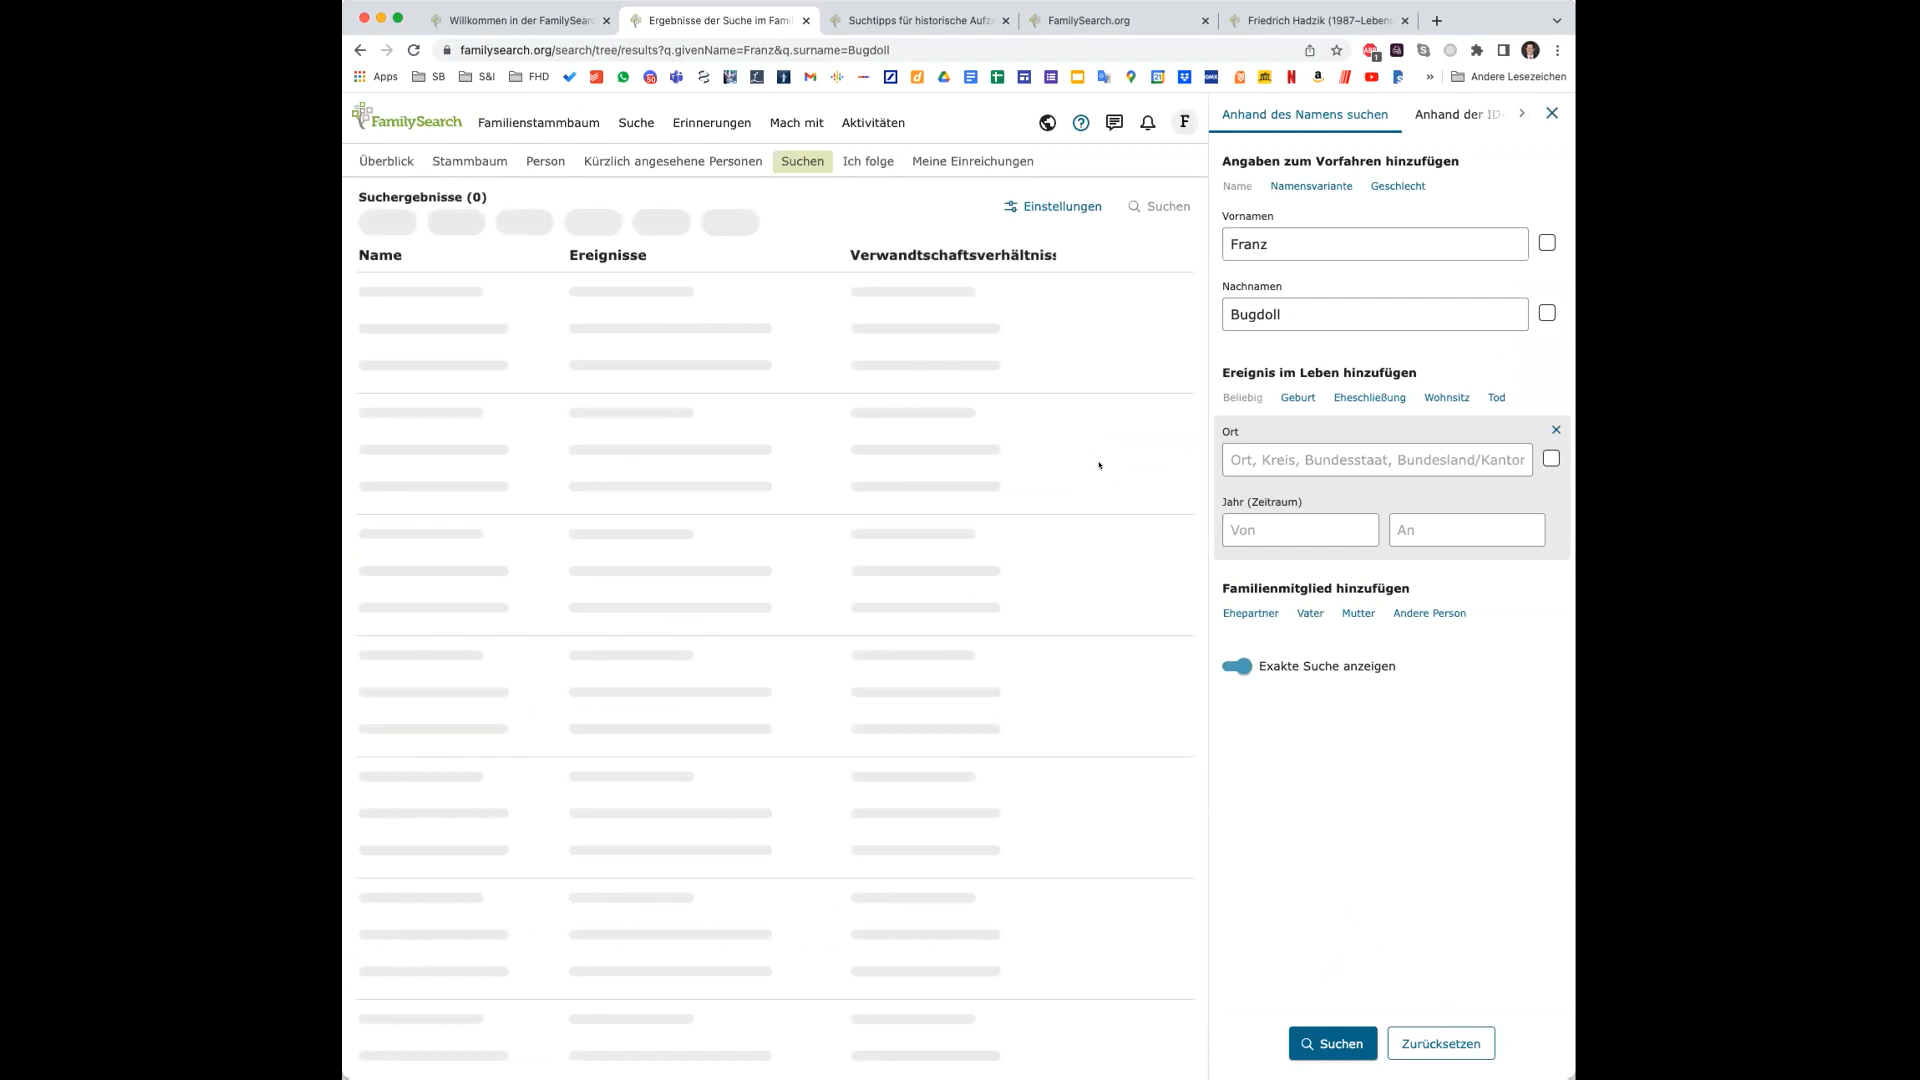 Willkommen in der FamilySear
Ergebnisse der Suche im Famil
Suchtipps für historische Aufz
FamilySearch.org
Friedrich Hadzik (1987–Leben
familysearch.org/search/tree/results?q.givenName=Franz&q.surname=Bugdoll
Apps
SB
S&I
FHD
Andere Lesezeichen
FamilySearch
Familienstammbaum
Suche
Erinnerungen
Mach mit
Aktivitäten
F
Überblick
Stammbaum
Person
Kürzlich angesehene Personen
Suchen
Ich folge
Meine Einreichungen
Suchergebnisse (0)
Einstellungen
Suchen
Name
Ereignisse
Verwandtschaftsverhältniss
Anhand des Namens suchen
Anhand der ID-
Angaben zum Vorfahren hinzufügen
Name
Namensvariante
Geschlecht
Vornamen
Franz
Nachnamen
Bugdoll
Ereignis im Leben hinzufügen
Beliebig
Geburt
Eheschließung
Wohnsitz
Tod
Ort
Ort, Kreis, Bundesstaat, Bundesland/Kanton
Jahr (Zeitraum)
Von
An
Familienmitglied hinzufügen
Ehepartner
Vater
Mutter
Andere Person
Exakte Suche anzeigen
Suchen
Zurücksetzen